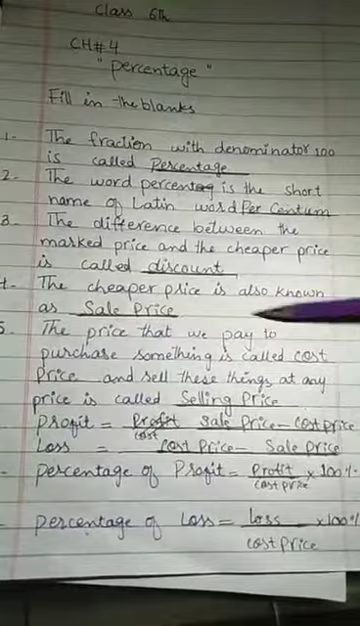 Class 6th
CH#4
"percentage"
Fill in the blanks
1- The fraction with denominator 100
is called Percentage
2- The word percentag is the short
name of Latin word Per Centum
3- The difference between the
marked price and the cheaper price
is called discount
4- The cheaper price is also known
as Sale Price
5. The price that we pay to
purchase something is called cost
Price and sell these things at any
price is called Selling Price
Profit = Sale Price - cost price
Loss = cost Price - Sale price
- percentage of Profit = Profit/cost price x 100%
- percentage of Loss = Loss/cost price x100%